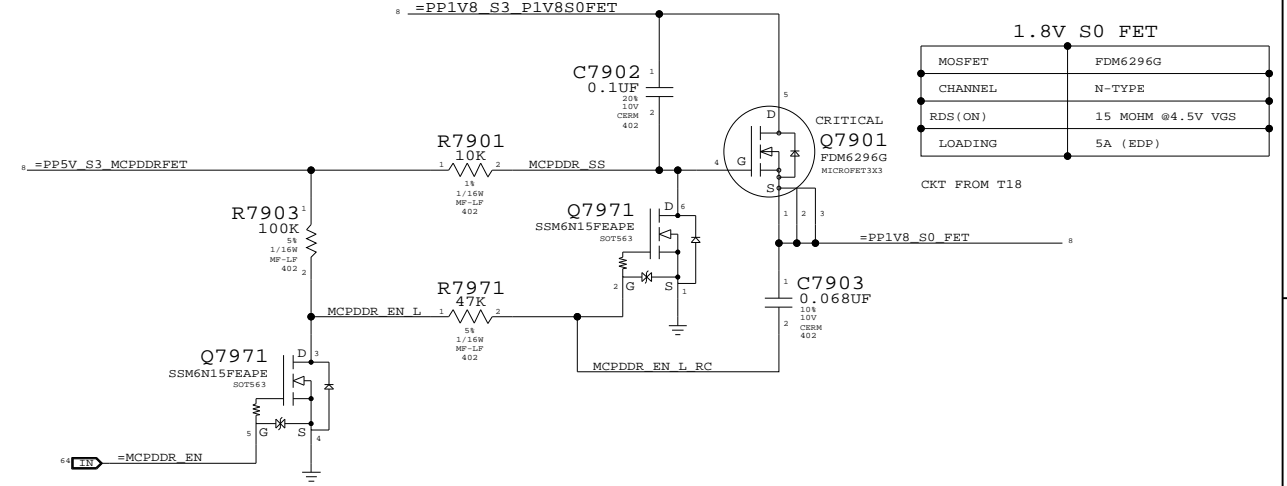 8 =PP1V8_S3_P1V8S0FET
1.8V S0 FET
MOSFET FDM6296G
CHANNEL N-TYPE
RDS(ON) 15 MOHM @4.5V VGS
LOADING 5A (EDP)
CKT FROM T18
C7902
0.1UF
20%
10V
CERM
402
1
2
5
D
CRITICAL
Q7901
FDM6296G
MICROFET3X3
4
G
S
1 2 3
8 =PP5V_S3_MCPDDRFET
R7901
10K
1 2
1%
1/16W
MF-LF
402
MCPDDR_SS
R7903
100K
5%
1/16W
MF-LF
402
1
2
Q7971
SSM6N15FEAPE
SOT563
D 6
2 G S 1
=PP1V8_S0_FET 8
C7903
0.068UF
10%
10V
CERM
402
1
2
MCPDDR_EN_L
R7971
47K
1 2
5%
1/16W
MF-LF
402
MCPDDR_EN_L_RC
Q7971
SSM6N15FEAPE
SOT563
D 3
5 G S 4
64 IN =MCPDDR_EN